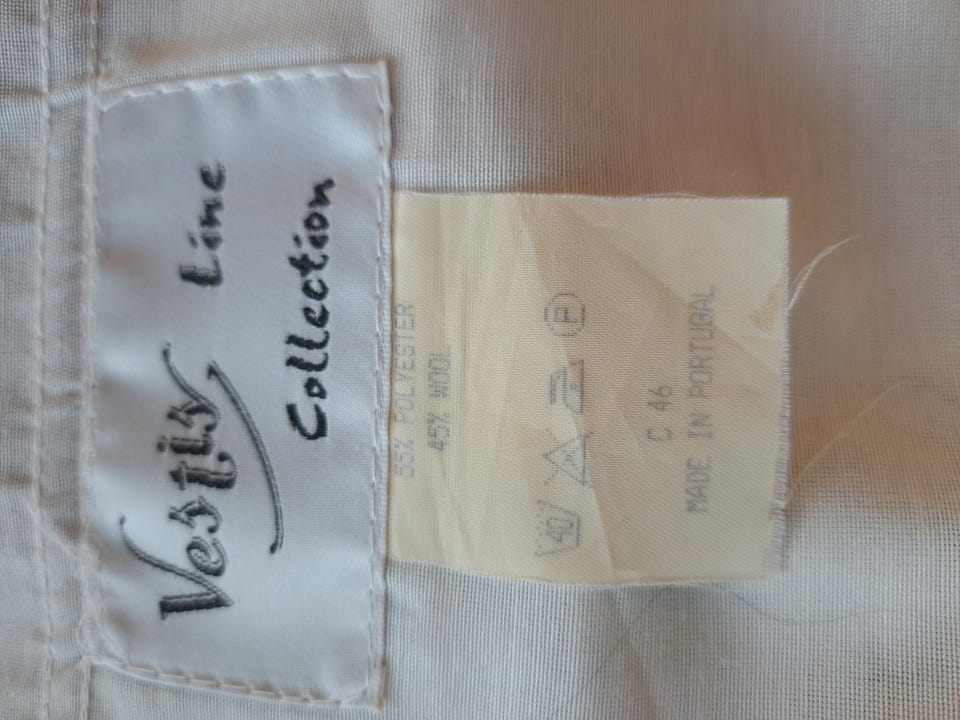 Vestis Line
Collection
55% POLYESTER
45% WOOL
40 P
C 46
MADE IN PORTUGAL